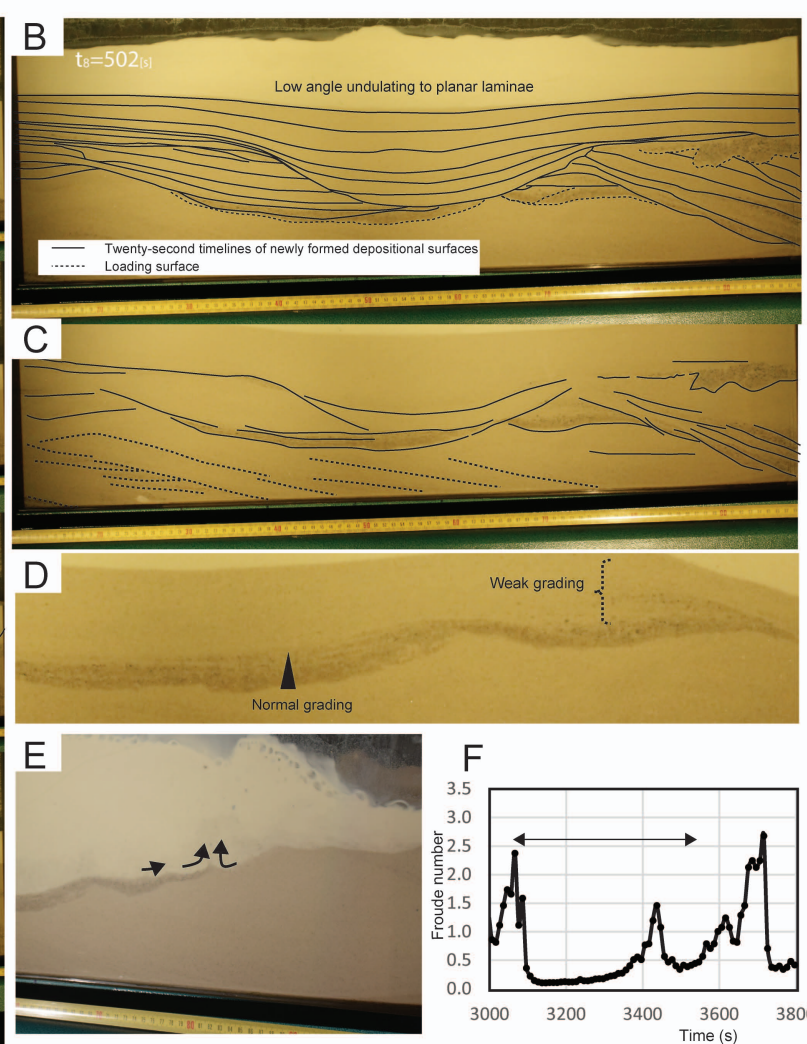 B
t8=502[s]
Low angle undulating to planar laminae
Twenty-second timelines of newly formed depositional surfaces
Loading surface
C
D
Weak grading
Normal grading
E
F
3.5
3.0
2.5
2.0
1.5
1.0
0.5
0.0
Froude number
3000 3200 3400 3600 380
Time (s)